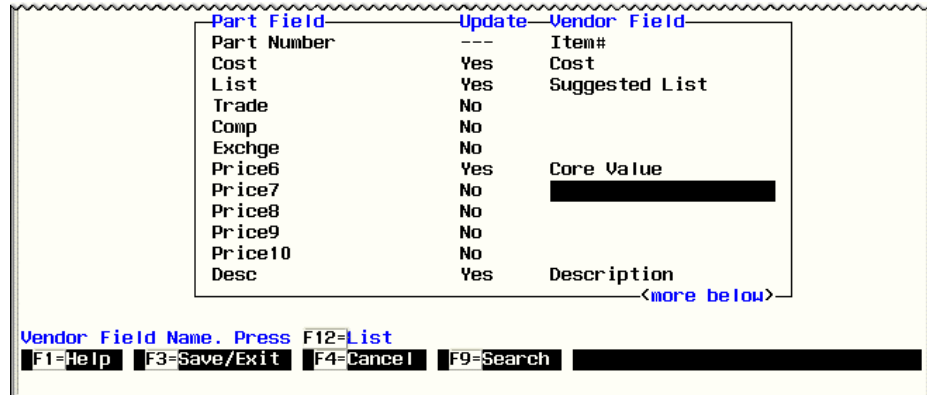 Part Field Update Vendor Field
Part Number --- Item#
Cost Yes Cost
List Yes Suggested List
Trade No
Comp No
Exchge No
Price6 Yes Core Value
Price7 No
Price8 No
Price9 No
Price10 No
Desc Yes Description
<more below>
Vendor Field Name. Press F12=List
F1=Help F3=Save/Exit F4=Cancel F9=Search